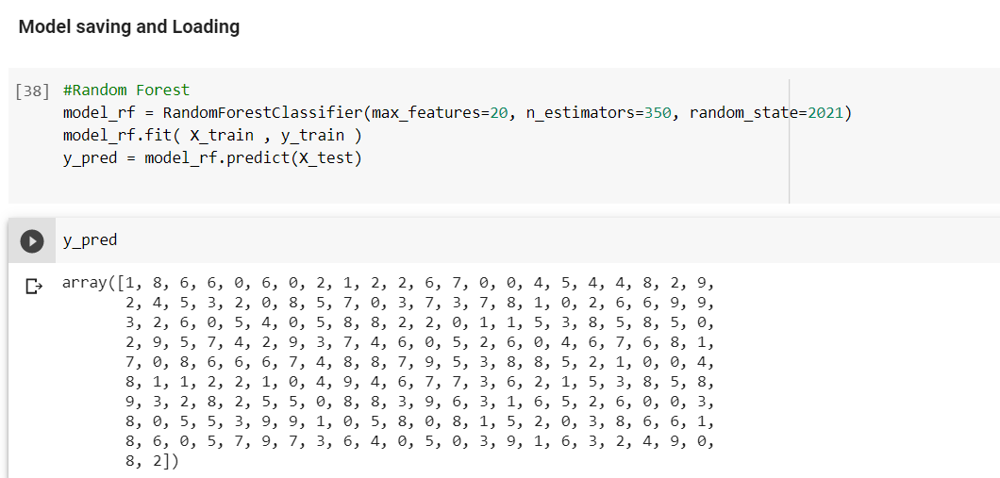 Model saving and Loading
[38] #Random Forest
model_rf = RandomForestClassifier(max_features=20, n_estimators=350, random_state=2021)
model_rf.fit( X_train , y_train )
y_pred = model_rf.predict(X_test)
y_pred
array([1, 8, 6, 6, 0, 6, 0, 2, 1, 2, 2, 6, 7, 0, 0, 4, 5, 4, 4, 8, 2, 9,
2, 4, 5, 3, 2, 0, 8, 5, 7, 0, 3, 7, 3, 7, 8, 1, 0, 2, 6, 6, 9, 9,
3, 2, 6, 0, 5, 4, 0, 5, 8, 8, 2, 2, 0, 1, 1, 5, 3, 8, 5, 8, 5, 0,
2, 9, 5, 7, 4, 2, 9, 3, 7, 4, 6, 0, 5, 2, 6, 0, 4, 6, 7, 6, 8, 1,
7, 0, 8, 6, 6, 6, 7, 4, 8, 8, 7, 9, 5, 3, 8, 8, 5, 2, 1, 0, 0, 4,
8, 1, 1, 2, 2, 1, 0, 4, 9, 4, 6, 7, 7, 3, 6, 2, 1, 5, 3, 8, 5, 8,
9, 3, 2, 8, 2, 5, 5, 0, 8, 8, 3, 9, 6, 3, 1, 6, 5, 2, 6, 0, 0, 3,
8, 0, 5, 5, 3, 9, 9, 1, 0, 5, 8, 0, 8, 1, 5, 2, 0, 3, 8, 6, 6, 1,
8, 6, 0, 5, 7, 9, 7, 3, 6, 4, 0, 5, 0, 3, 9, 1, 6, 3, 2, 4, 9, 0,
8, 2])